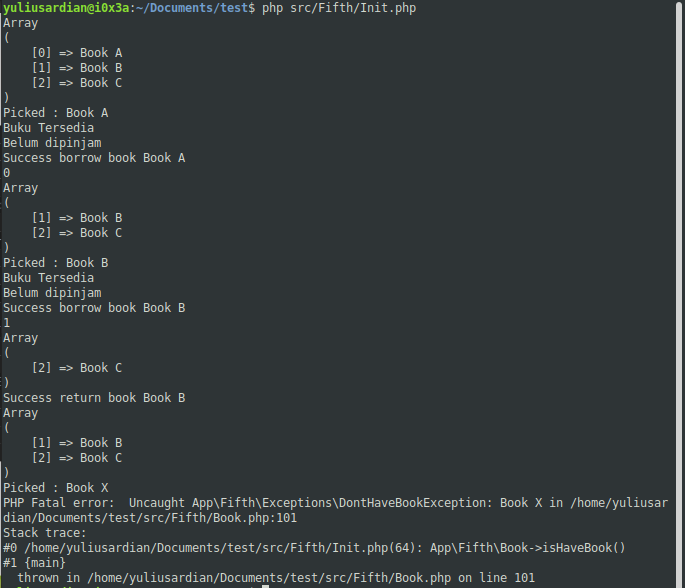 yuliusardian@i0x3a:~/Documents/test$ php src/Fifth/Init.php
Array
(
    [0] => Book A
    [1] => Book B
    [2] => Book C
)
Picked : Book A
Buku Tersedia
Belum dipinjam
Success borrow book Book A
0
Array
(
    [1] => Book B
    [2] => Book C
)
Picked : Book B
Buku Tersedia
Belum dipinjam
Success borrow book Book B
1
Array
(
    [2] => Book C
)
Success return book Book B
Array
(
    [1] => Book B
    [2] => Book C
)
Picked : Book X
PHP Fatal error:  Uncaught App\Fifth\Exceptions\DontHaveBookException: Book X in /home/yuliusar
dian/Documents/test/src/Fifth/Book.php:101
Stack trace:
#0 /home/yuliusardian/Documents/test/src/Fifth/Init.php(64): App\Fifth\Book->isHaveBook()
#1 {main}
  thrown in /home/yuliusardian/Documents/test/src/Fifth/Book.php on line 101